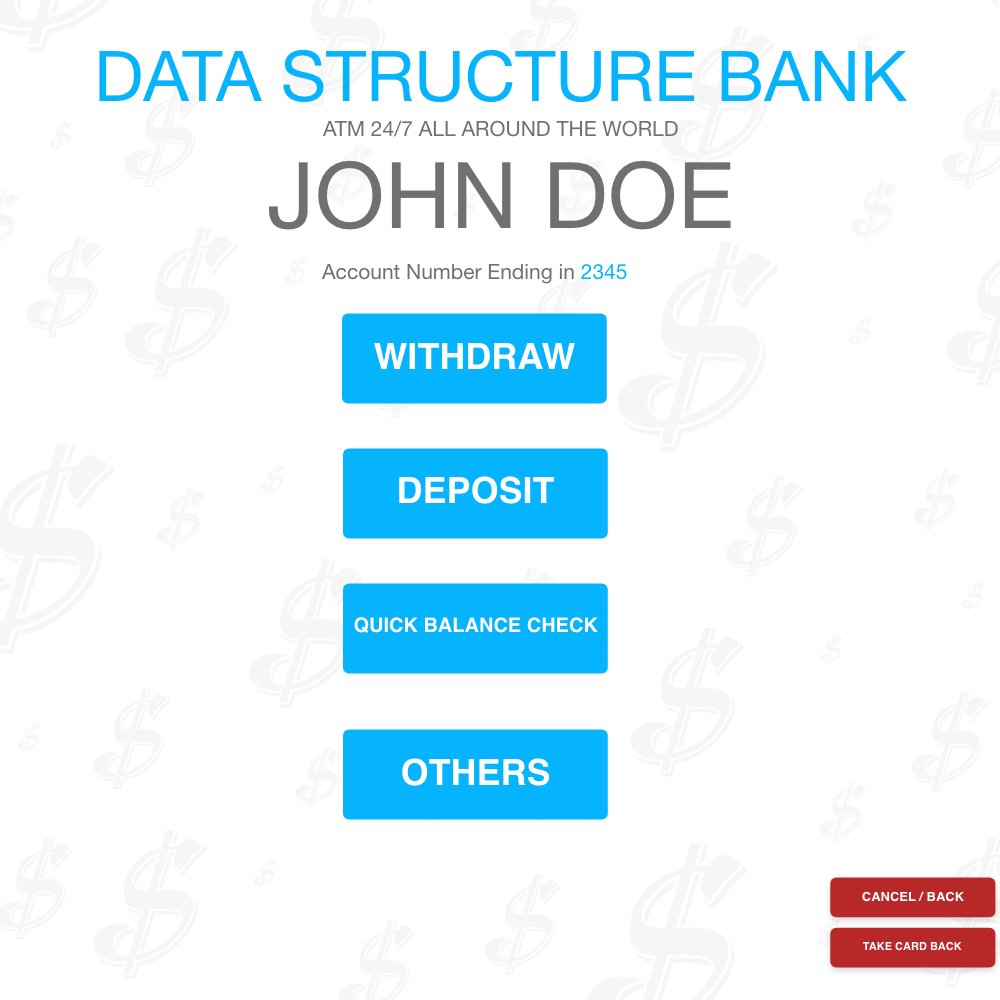 DATA STRUCTURE BANK
ATM 24/7 ALL AROUND THE WORLD
JOHN DOE
Account Number Ending in 2345
WITHDRAW
DEPOSIT
QUICK BALANCE CHECK
OTHERS
CANCEL / BACK
TAKE CARD BACK